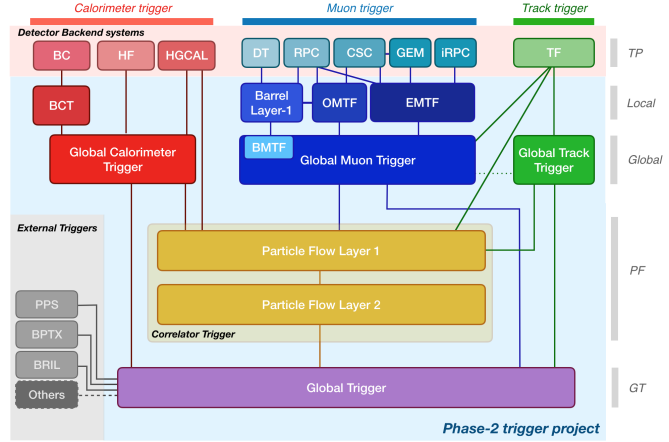 Calorimeter trigger
Muon trigger
Track trigger
Detector Backend systems
BC
HF
HGCAL
DT
RPC
CSC
GEM
iRPC
TF
TP
BCT
Barrel
Layer-1
OMTF
EMTF
Local
Global Calorimeter
Trigger
BMTF
Global Muon Trigger
Global Track
Trigger
Global
External Triggers
Particle Flow Layer 1
PF
Particle Flow Layer 2
Correlator Trigger
PPS
BPTX
BRIL
Others
Global Trigger
GT
Phase-2 trigger project